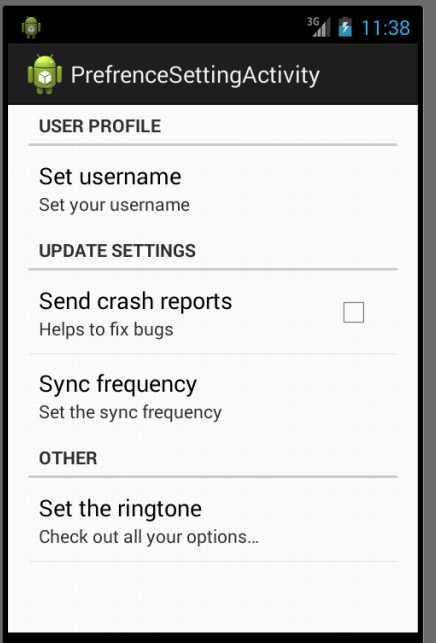 3G 11:38
PrefrenceSettingActivity
USER PROFILE
Set username
Set your username
UPDATE SETTINGS
Send crash reports
Helps to fix bugs
Sync frequency
Set the sync frequency
OTHER
Set the ringtone
Check out all your options…